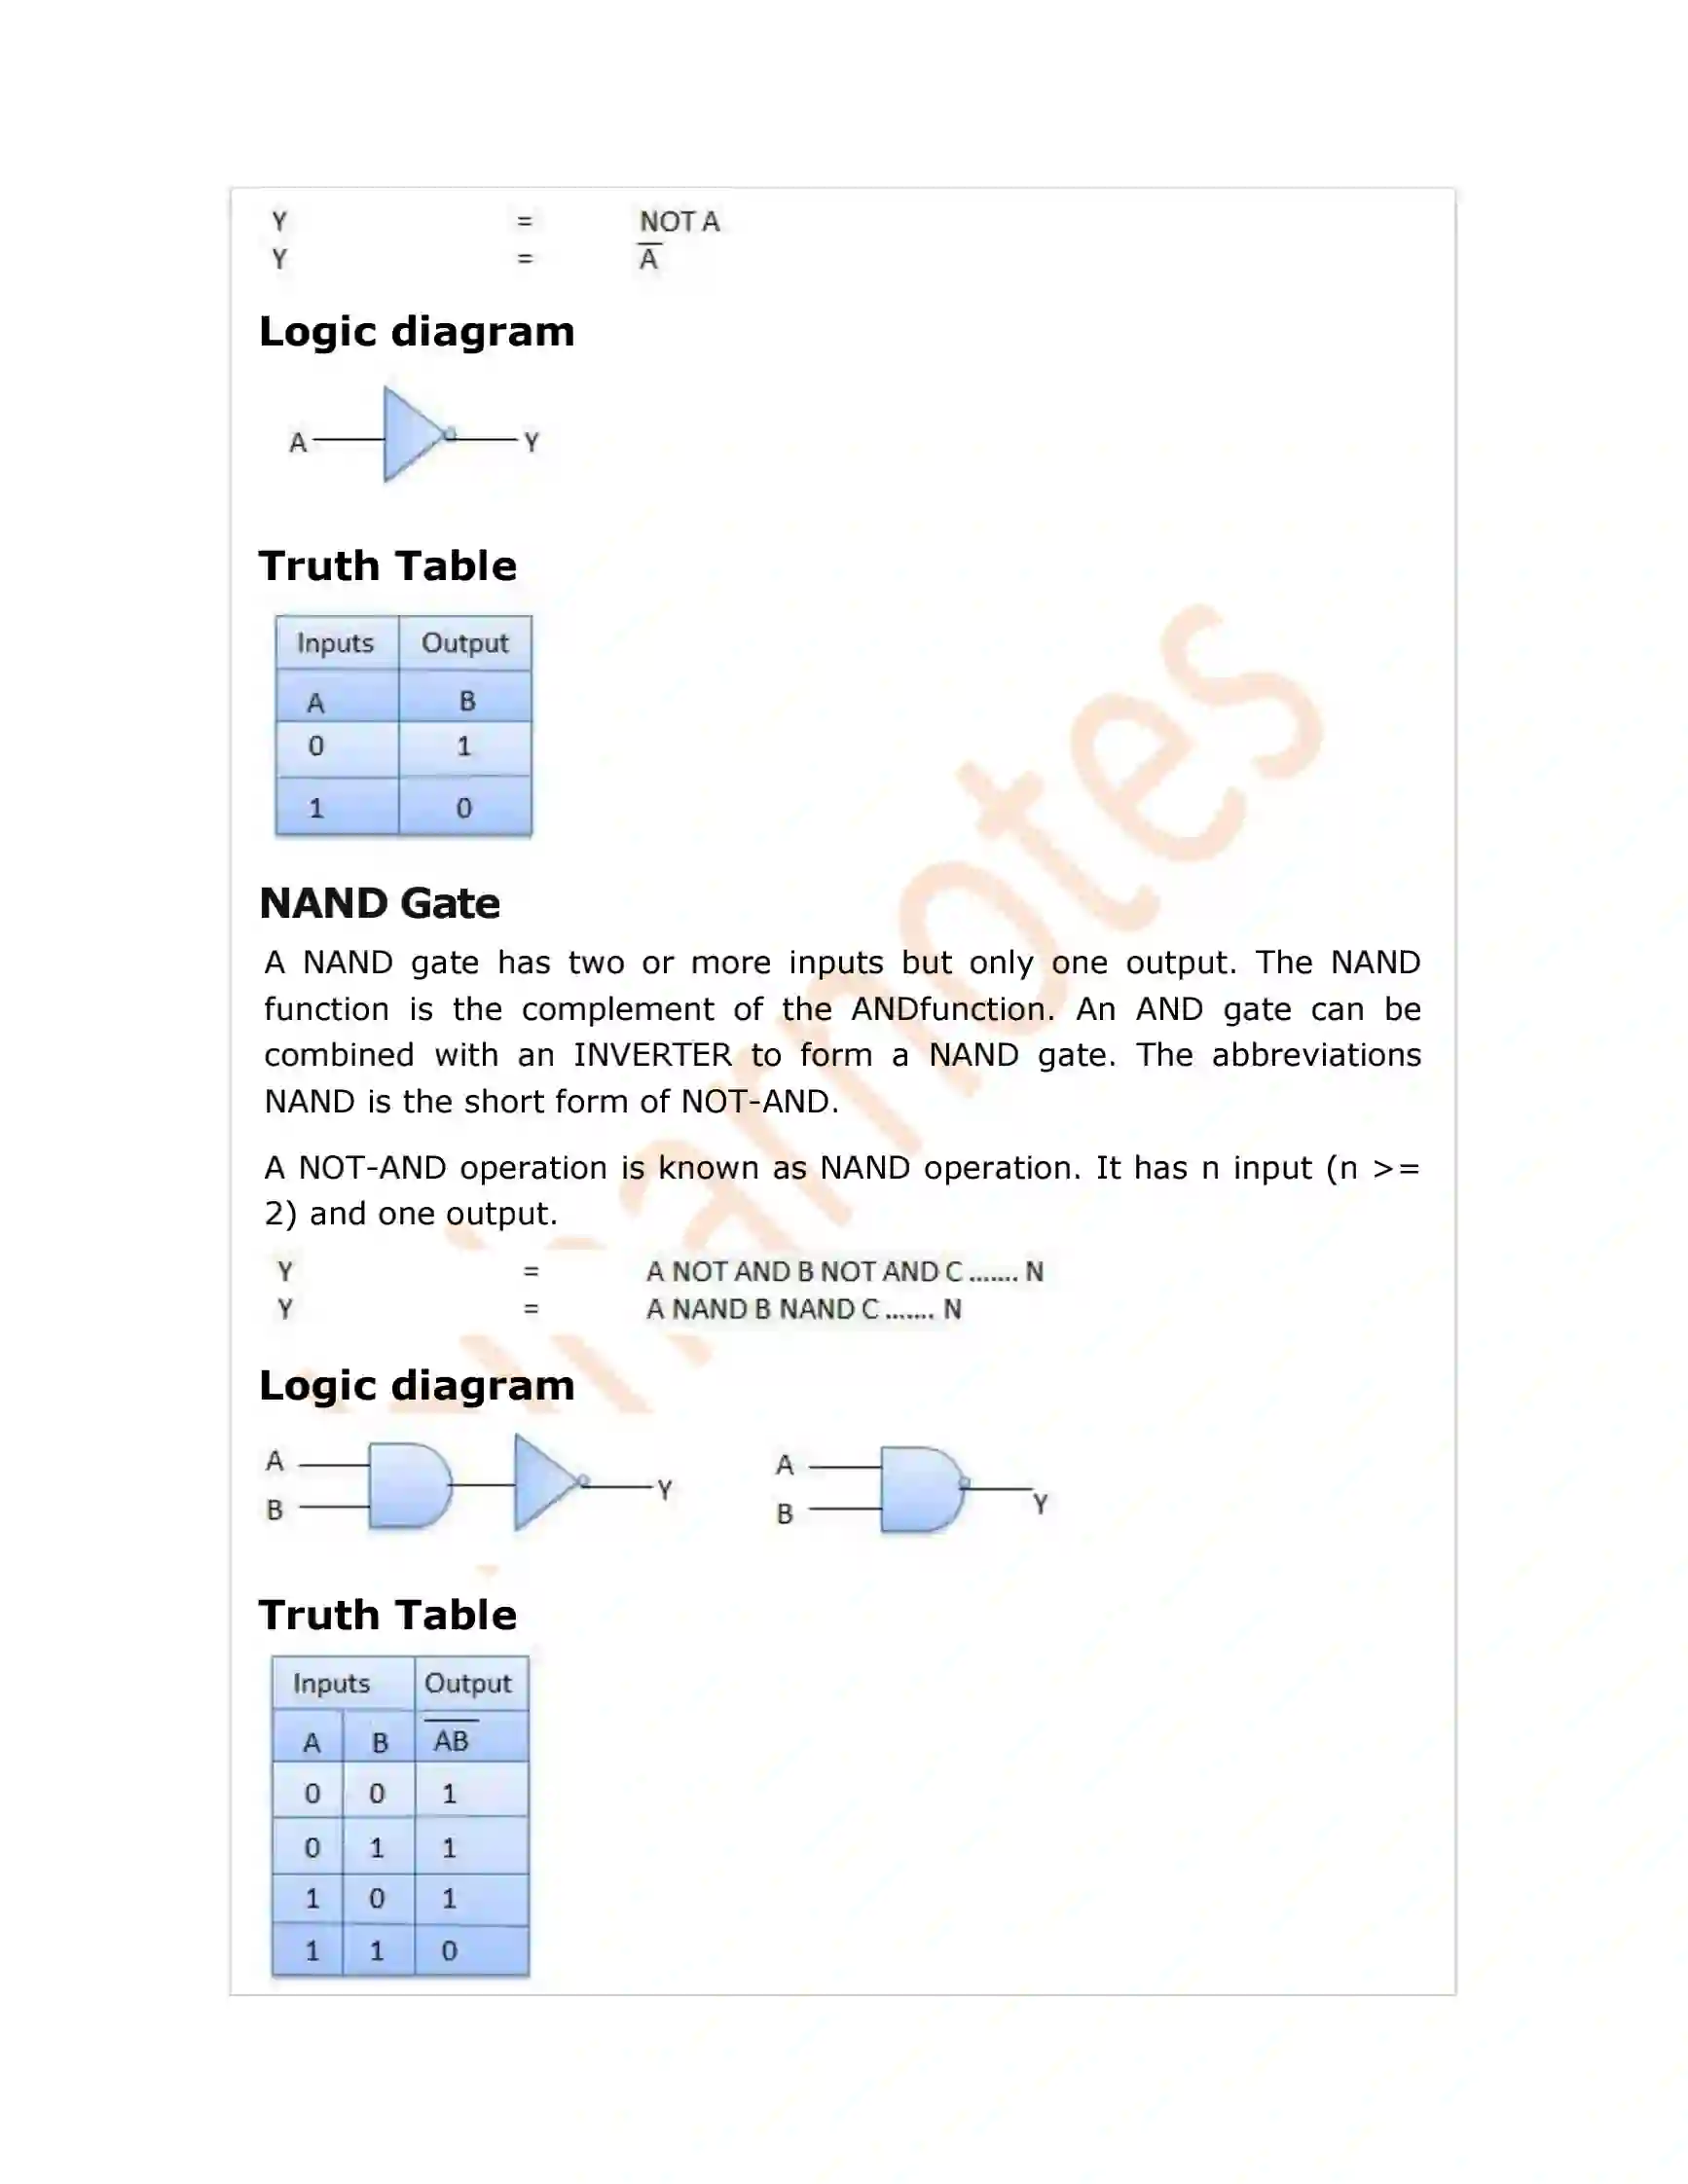 Y = NOT A
Y = A̅
Logic diagram
A Y
Truth Table
Inputs Output
A B
0 1
1 0
NAND Gate
A NAND gate has two or more inputs but only one output. The NAND
function is the complement of the ANDfunction. An AND gate can be
combined with an INVERTER to form a NAND gate. The abbreviations
NAND is the short form of NOT-AND.
A NOT-AND operation is known as NAND operation. It has n input (n >=
2) and one output.
Y = A NOT AND B NOT AND C ....... N
Y = A NAND B NAND C ....... N
Logic diagram
A
B
Y
A
B
Y
Truth Table
Inputs Output
A B A̅B̅
0 0 1
0 1 1
1 0 1
1 1 0